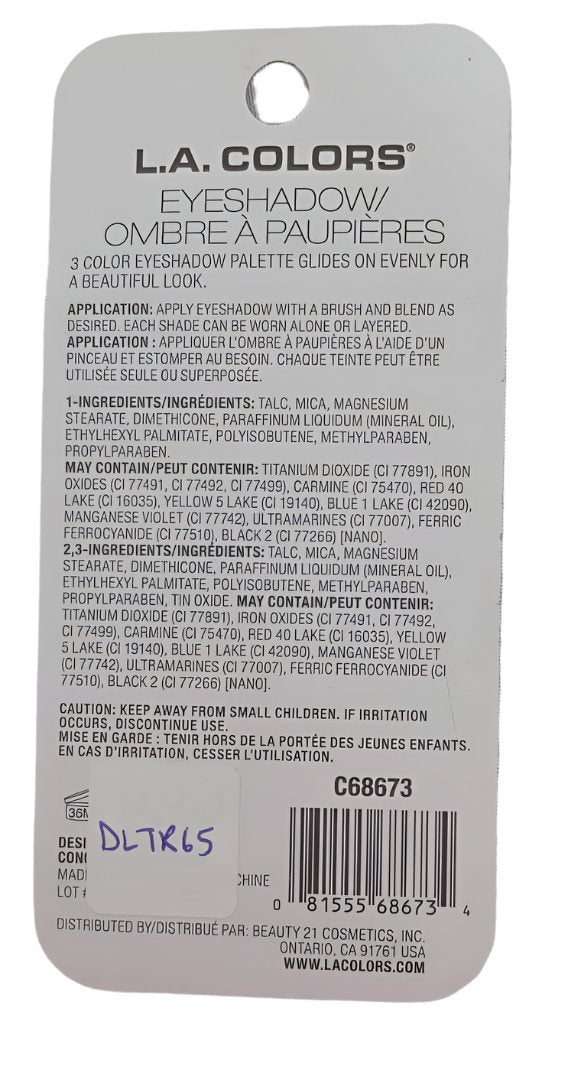 L.A. COLORS®
EYESHADOW/
OMBRE À PAUPIÈRES
3 COLOR EYESHADOW PALETTE GLIDES ON EVENLY FOR
A BEAUTIFUL LOOK.
APPLICATION: APPLY EYESHADOW WITH A BRUSH AND BLEND AS
DESIRED. EACH SHADE CAN BE WORN ALONE OR LAYERED.
APPLICATION : APPLIQUER L'OMBRE À PAUPIÈRES À L'AIDE D'UN
PINCEAU ET ESTOMPER AU BESOIN. CHAQUE TEINTE PEUT ÊTRE
UTILISÉE SEULE OU SUPERPOSÉE.
1-INGREDIENTS/INGRÉDIENTS: TALC, MICA, MAGNESIUM
STEARATE, DIMETHICONE, PARAFFINUM LIQUIDUM (MINERAL OIL),
ETHYLHEXYL PALMITATE, POLYISOBUTENE, METHYLPARABEN,
PROPYLPARABEN.
MAY CONTAIN/PEUT CONTENIR: TITANIUM DIOXIDE (CI 77891), IRON
OXIDES (CI 77491, CI 77492, CI 77499), CARMINE (CI 75470), RED 40
LAKE (CI 16035), YELLOW 5 LAKE (CI 19140), BLUE 1 LAKE (CI 42090),
MANGANESE VIOLET (CI 77742), ULTRAMARINES (CI 77007), FERRIC
FERROCYANIDE (CI 77510), BLACK 2 (CI 77266) [NANO].
2,3-INGREDIENTS/INGRÉDIENTS: TALC, MICA, MAGNESIUM
STEARATE, DIMETHICONE, PARAFFINUM LIQUIDUM (MINERAL OIL),
ETHYLHEXYL PALMITATE, POLYISOBUTENE, METHYLPARABEN,
PROPYLPARABEN, TIN OXIDE. MAY CONTAIN/PEUT CONTENIR:
TITANIUM DIOXIDE (CI 77891), IRON OXIDES (CI 77491, CI 77492,
CI 77499), CARMINE (CI 75470), RED 40 LAKE (CI 16035), YELLOW
5 LAKE (CI 19140), BLUE 1 LAKE (CI 42090), MANGANESE VIOLET
(CI 77742), ULTRAMARINES (CI 77007), FERRIC FERROCYANIDE (CI
77510), BLACK 2 (CI 77266) [NANO].
CAUTION: KEEP AWAY FROM SMALL CHILDREN. IF IRRITATION
OCCURS, DISCONTINUE USE.
MISE EN GARDE : TENIR HORS DE LA PORTÉE DES JEUNES ENFANTS.
EN CAS D'IRRITATION, CESSER L'UTILISATION.
C68673
36M
DLTR65
LOT #
0 81555 68673 4
DISTRIBUTED BY/DISTRIBUÉ PAR: BEAUTY 21 COSMETICS, INC.
ONTARIO, CA 91761 USA
WWW.LACOLORS.COM